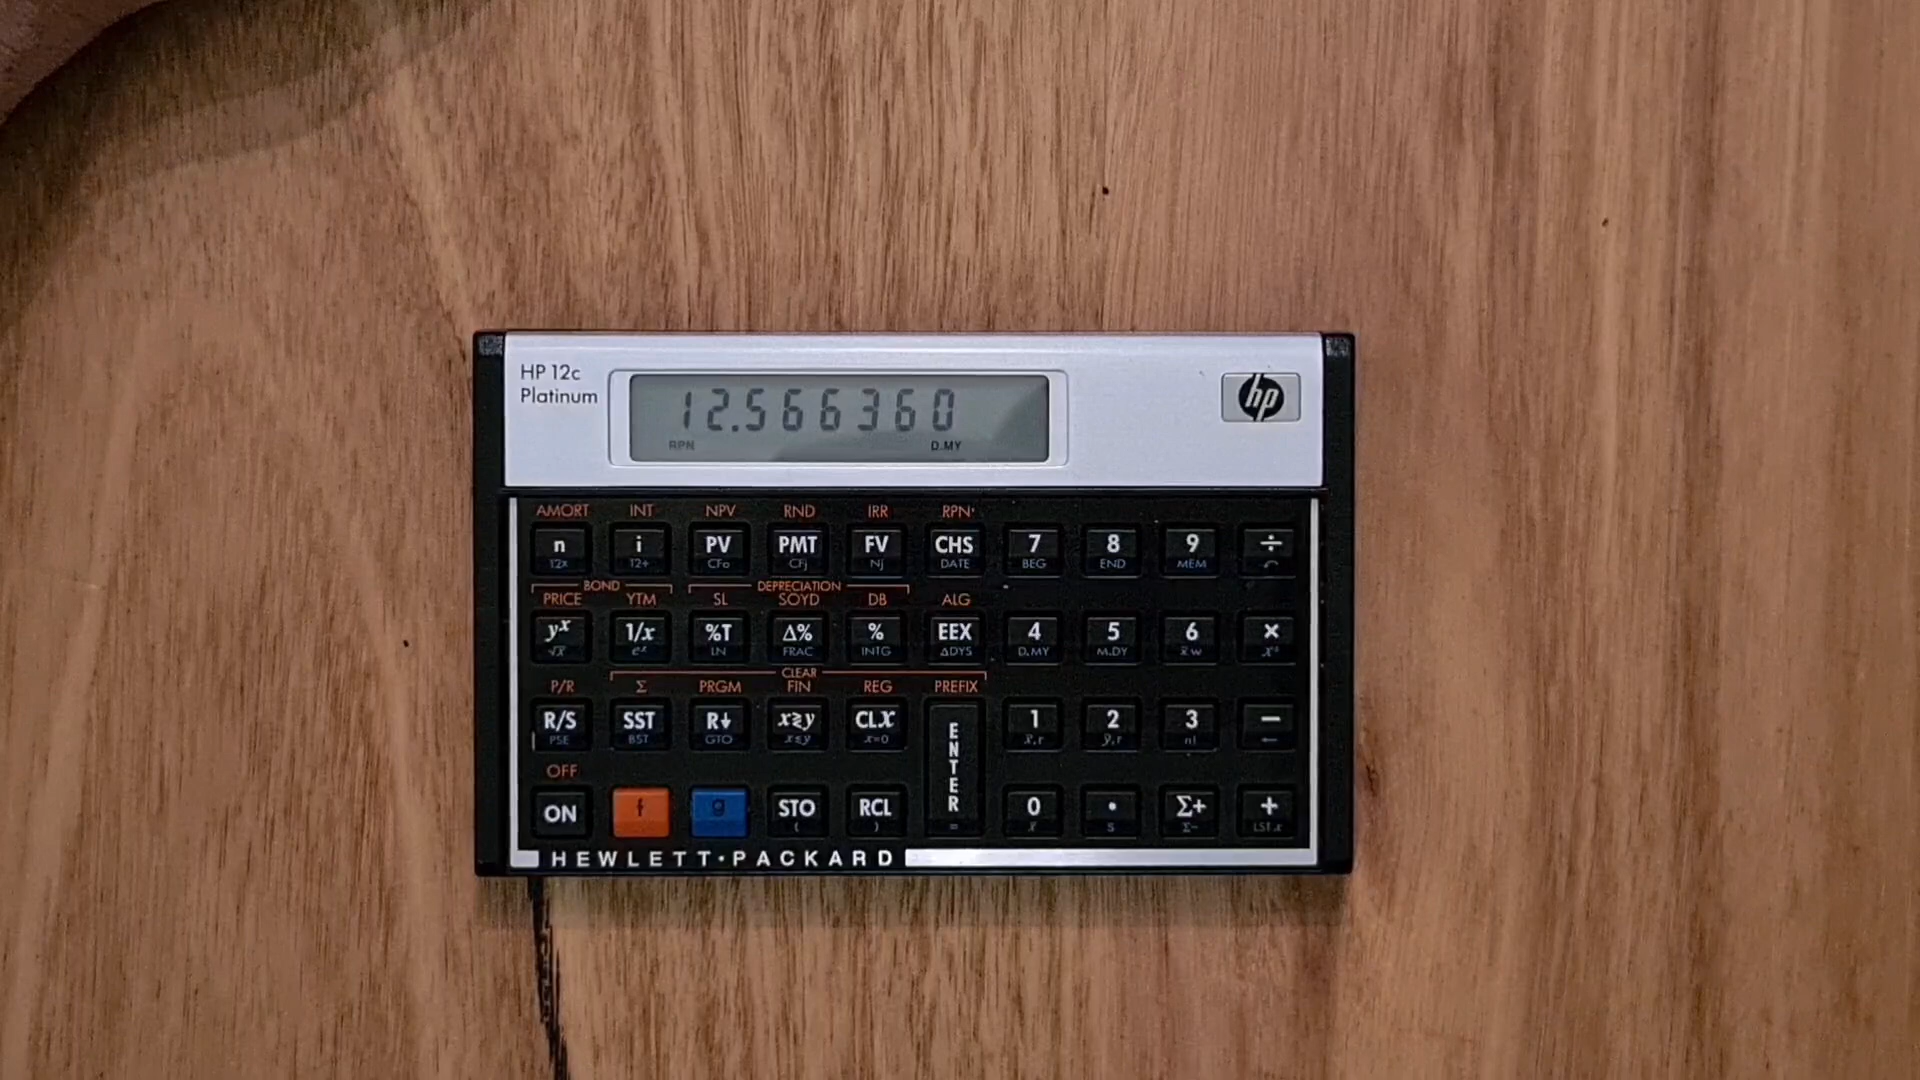 HP 12c
Platinum
12.566360
RPN D.MY
hp
AMORT INT NPV RND IRR RPN
n i PV PMT FV CHS 7 8 9 ÷
12× 12÷ CFo CFj Nj DATE BEG END MEM
BOND DEPRECIATION
PRICE YTM SL SOYD DB ALG
yˣ 1/x %T Δ% % EEX 4 5 6 ×
√x eˣ LN FRAC INTG ΔDYS D.MY M.DY x̄w x²
CLEAR
P/R Σ PRGM FIN REG PREFIX
R/S SST R↓ x≷y CLX ENTER 1 2 3 −
PSE BST GTO x≤y x=0 x̂,r ŷ,r n! ←
OFF
ON f g STO RCL 0 . Σ+ +
( ) = x̄ s Σ− LSTx
HEWLETT·PACKARD